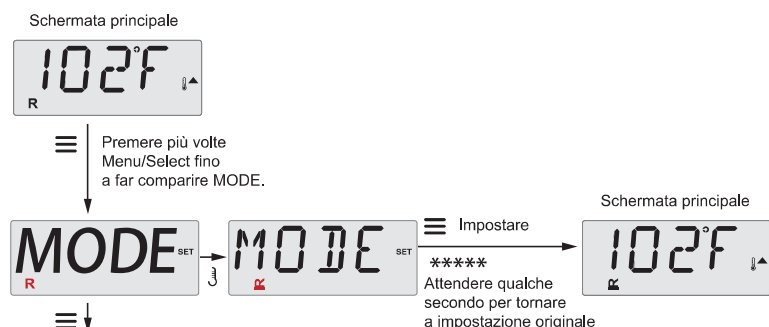 Schermata principale
102°F
R
Premere più volte
Menu/Select fino
a far comparire MODE.
MODE SET
R
MODE SET
R
Impostare
*****
Attendere qualche
secondo per tornare
a impostazione originale
Schermata principale
102°F
R